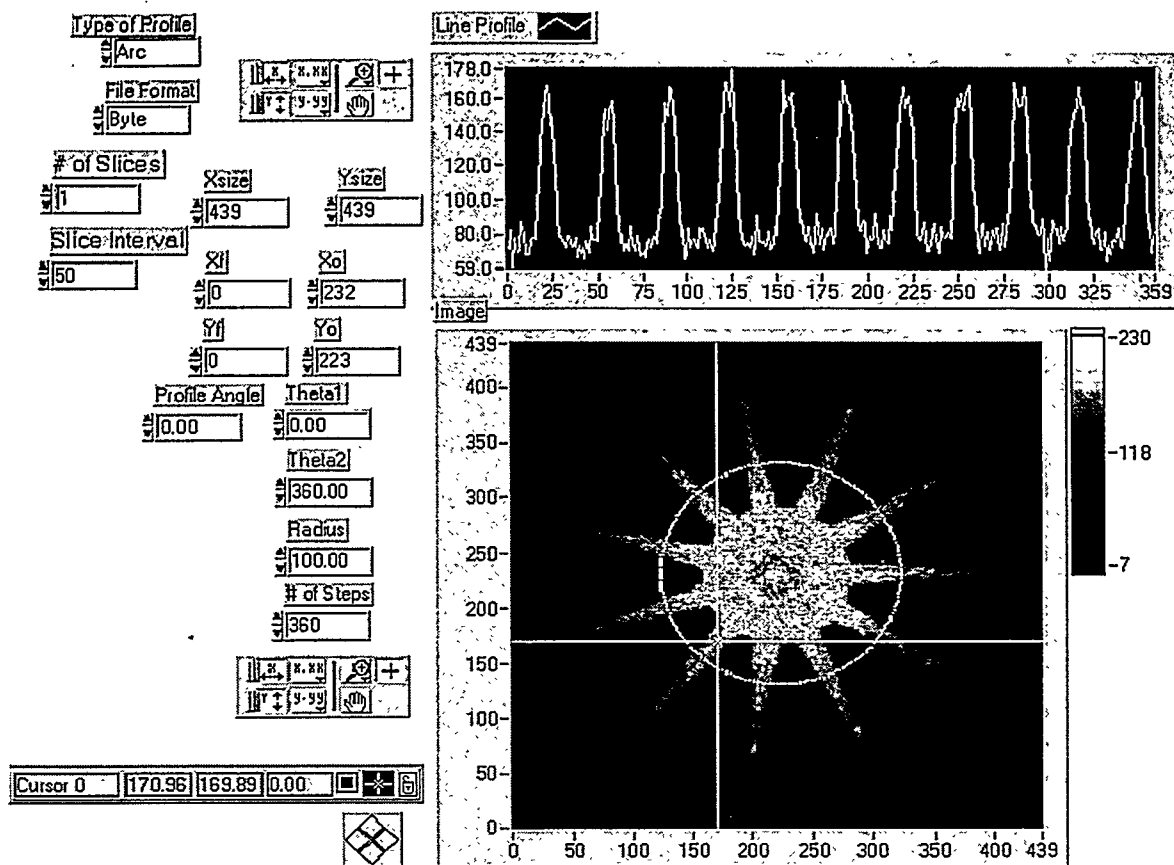 Type of Profile
Arc
File Format
Byte
# of Slices
1
Slice Interval
50
Xsize
439
Ysize
439
Xf
0
Xo
232
Yf
0
Yo
223
Profile Angle
0.00
Theta1
0.00
Theta2
360.00
Radius
100.00
# of Steps
360
X X.XX
Y Y.YY
X X.XX
Y Y.YY
Cursor 0 170.96 169.89 0.00
Line Profile
178.0
160.0
140.0
120.0
100.0
80.0
59.0
0 25 50 75 100 125 150 175 200 225 250 275 300 325 359
Image
439
400
350
300
250
200
150
100
50
0
0 50 100 150 200 250 300 350 400 439
230
118
7